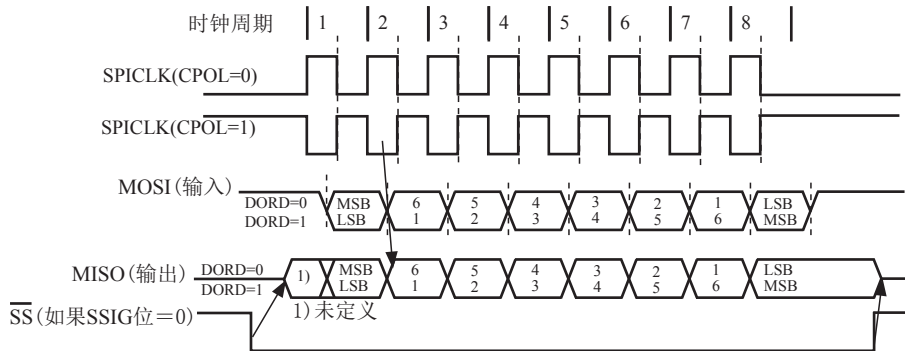 时钟周期 1 2 3 4 5 6 7 8
SPICLK(CPOL=0)
SPICLK(CPOL=1)
MOSI(输入)
DORD=0 MSB 6 5 4 3 2 1 LSB
DORD=1 LSB 1 2 3 4 5 6 MSB
MISO(输出)
DORD=0 1) MSB 6 5 4 3 2 1 LSB
DORD=1 LSB 1 2 3 4 5 6 MSB
1)未定义
SS(如果SSIG位=0)